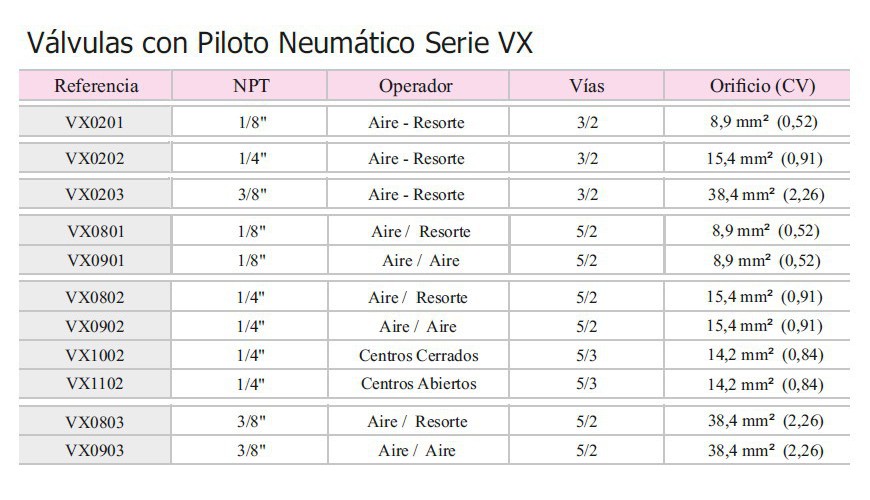 Válvulas con Piloto Neumático Serie VX
Referencia NPT Operador Vías Orificio (CV)
VX0201 1/8" Aire - Resorte 3/2 8,9 mm² (0,52)
VX0202 1/4" Aire - Resorte 3/2 15,4 mm² (0,91)
VX0203 3/8" Aire - Resorte 3/2 38,4 mm² (2,26)
VX0801 1/8" Aire / Resorte 5/2 8,9 mm² (0,52)
VX0901 1/8" Aire / Aire 5/2 8,9 mm² (0,52)
VX0802 1/4" Aire / Resorte 5/2 15,4 mm² (0,91)
VX0902 1/4" Aire / Aire 5/2 15,4 mm² (0,91)
VX1002 1/4" Centros Cerrados 5/3 14,2 mm² (0,84)
VX1102 1/4" Centros Abiertos 5/3 14,2 mm² (0,84)
VX0803 3/8" Aire / Resorte 5/2 38,4 mm² (2,26)
VX0903 3/8" Aire / Aire 5/2 38,4 mm² (2,26)